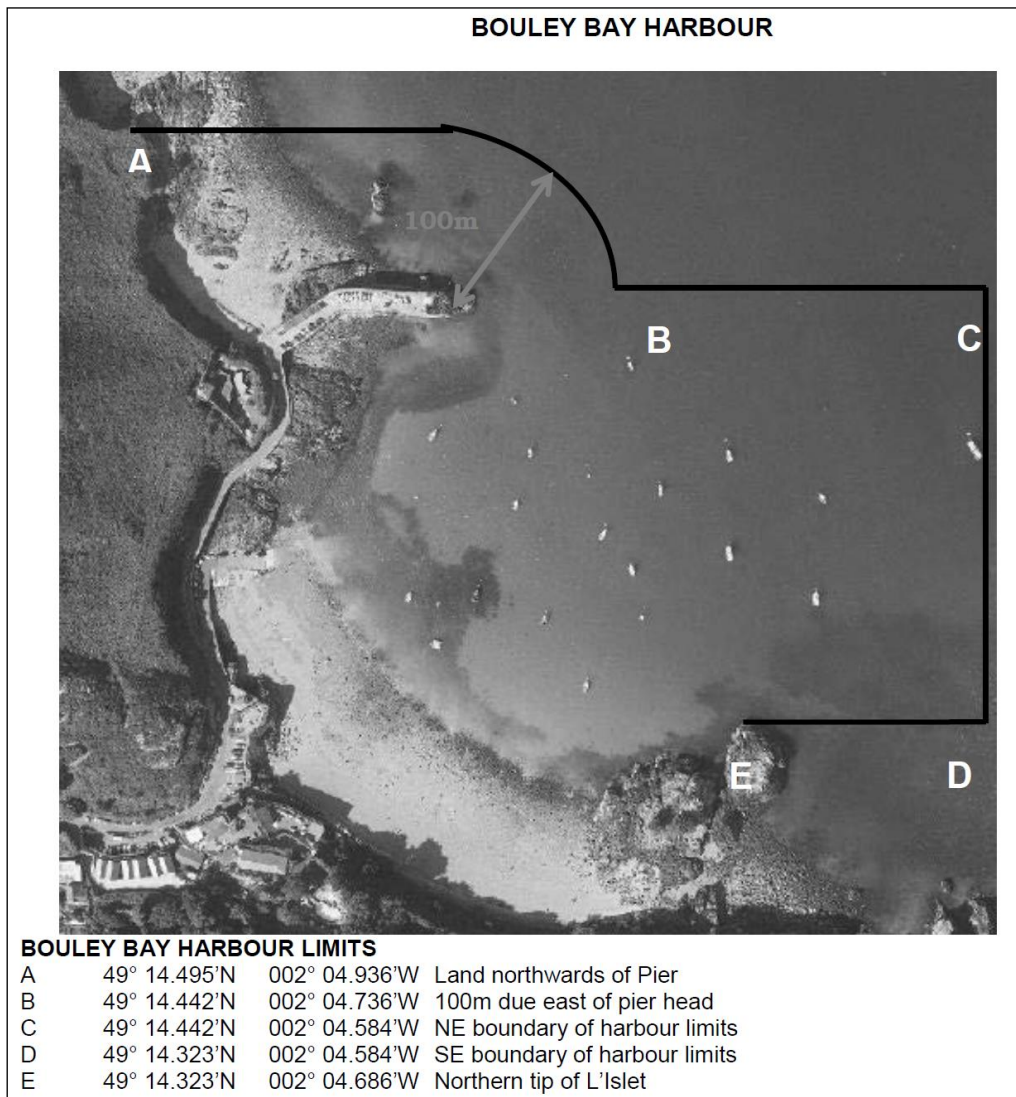 BOULEY BAY HARBOUR
A
100m
B
C
E
D
BOULEY BAY HARBOUR LIMITS
A 49° 14.495’N 002° 04.936’W Land northwards of Pier
B 49° 14.442’N 002° 04.736’W 100m due east of pier head
C 49° 14.442’N 002° 04.584’W NE boundary of harbour limits
D 49° 14.323’N 002° 04.584’W SE boundary of harbour limits
E 49° 14.323’N 002° 04.686’W Northern tip of L’Islet